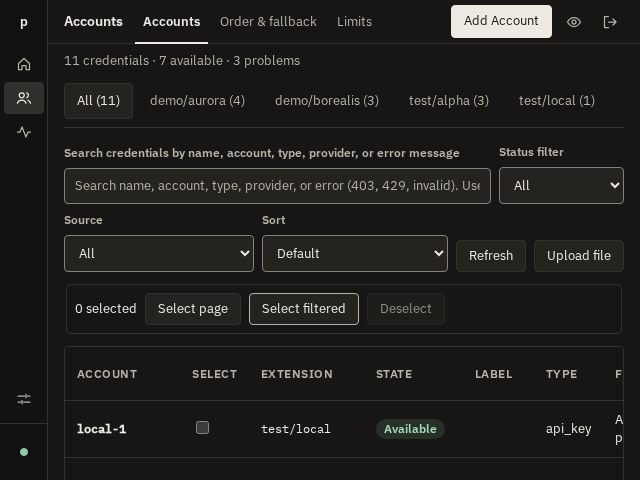 p
Accounts
Accounts
Order & fallback
Limits
Add Account
11 credentials · 7 available · 3 problems
All (11)
demo/aurora (4)
demo/borealis (3)
test/alpha (3)
test/local (1)
Search credentials by name, account, type, provider, or error message
Status filter
Search name, account, type, provider, or error (403, 429, invalid). Use
All
Source
Sort
All
Default
Refresh
Upload file
0 selected
Select page
Select filtered
Deselect
ACCOUNT
SELECT
EXTENSION
STATE
LABEL
TYPE
F
local-1
test/local
Available
api_key
A
p